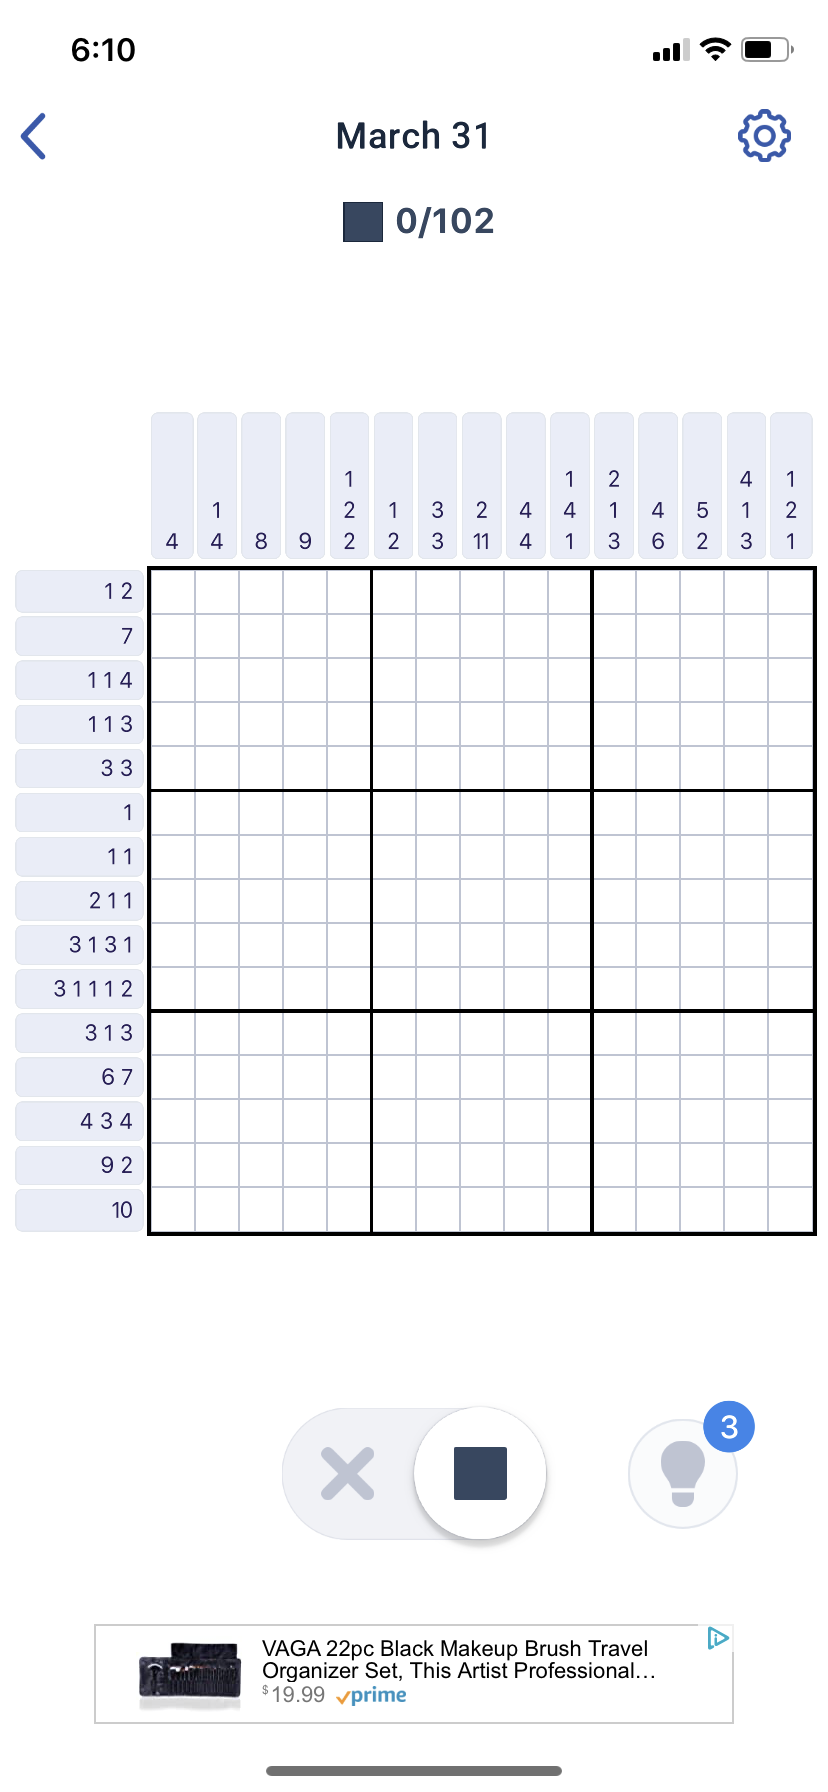 6:10
March 31
0/102
1 1 2 1 4 1
1 2 1 3 2 4 4 1 4 5 1 2
4 4 8 9 2 2 3 11 4 1 3 6 2 3 1
1 2
7
1 1 4
1 1 3
3 3
1
1 1
2 1 1
3 1 3 1
3 1 1 1 2
3 1 3
6 7
4 3 4
9 2
10
3
VAGA 22pc Black Makeup Brush Travel
Organizer Set, This Artist Professional...
$19.99 prime